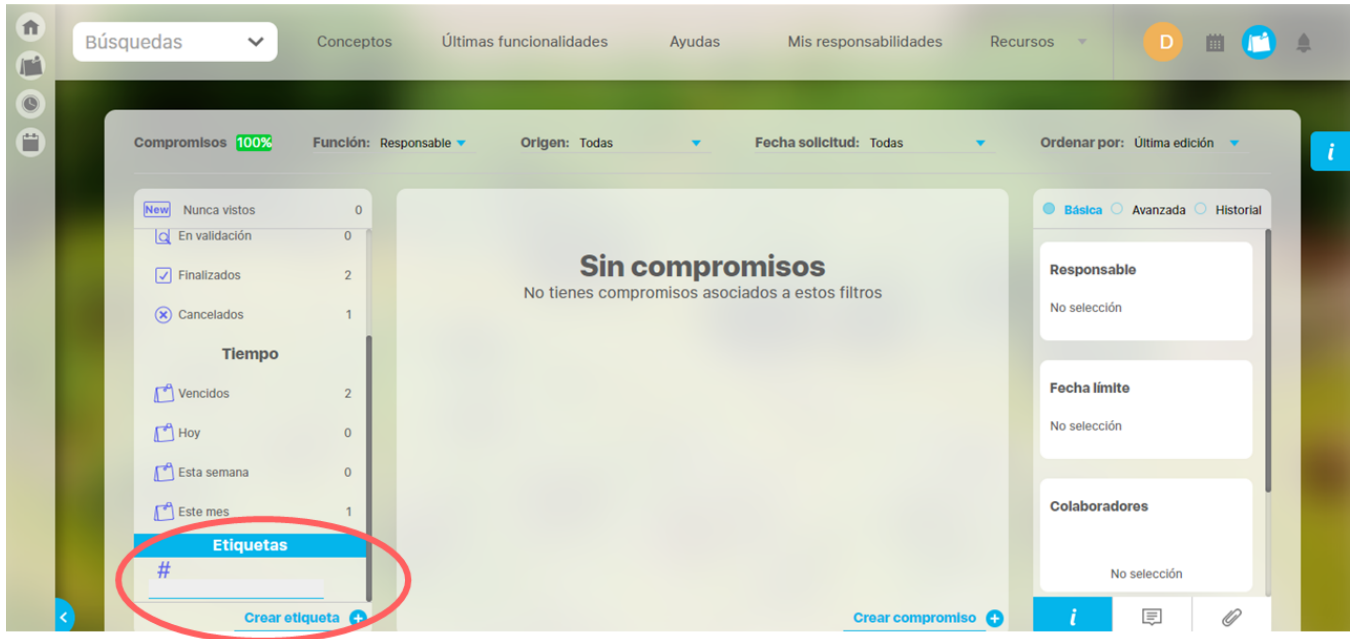 Búsquedas
Conceptos
Últimas funcionalidades
Ayudas
Mis responsabilidades
Recursos
D
Compromisos 100%
Función: Responsable
Origen: Todas
Fecha solicitud: Todas
Ordenar por: Última edición
i
New Nunca vistos 0
En validación 0
Finalizados 2
Cancelados 1
Tiempo
Vencidos 2
Hoy 0
Esta semana 0
Este mes 1
Etiquetas
#
Crear etiqueta +
Sin compromisos
No tienes compromisos asociados a estos filtros
Crear compromiso +
Básica Avanzada Historial
Responsable
No selección
Fecha límite
No selección
Colaboradores
No selección
i